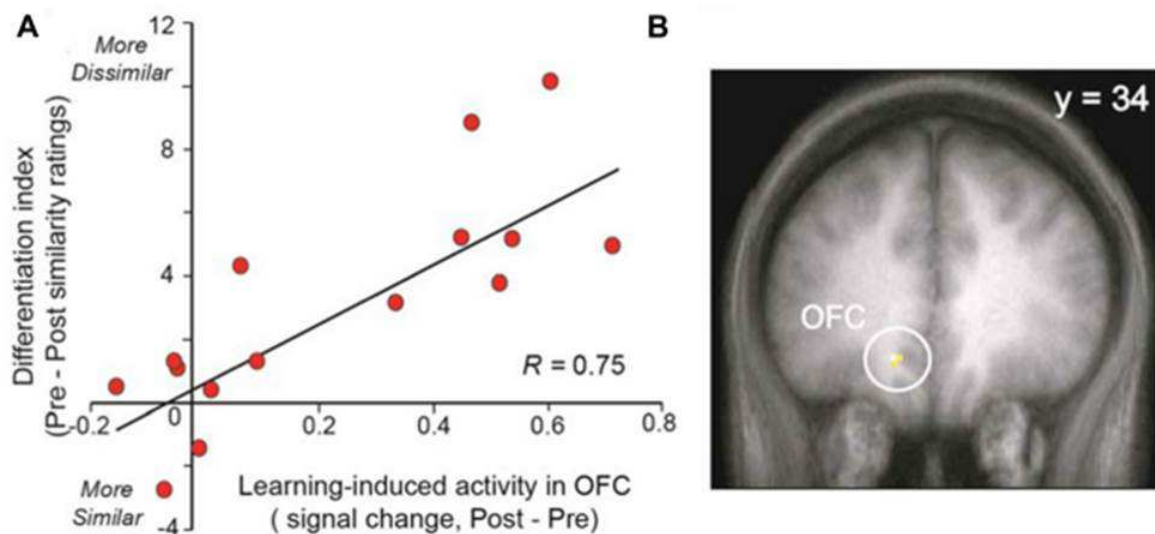 A
B
12
More
Dissimilar
8
4
0
-4
Differentiation index
(Pre - Post similarity ratings)
R = 0.75
-0.2
0.2
0.4
0.6
0.8
More
Similar
Learning-induced activity in OFC
( signal change, Post - Pre)
y = 34
OFC